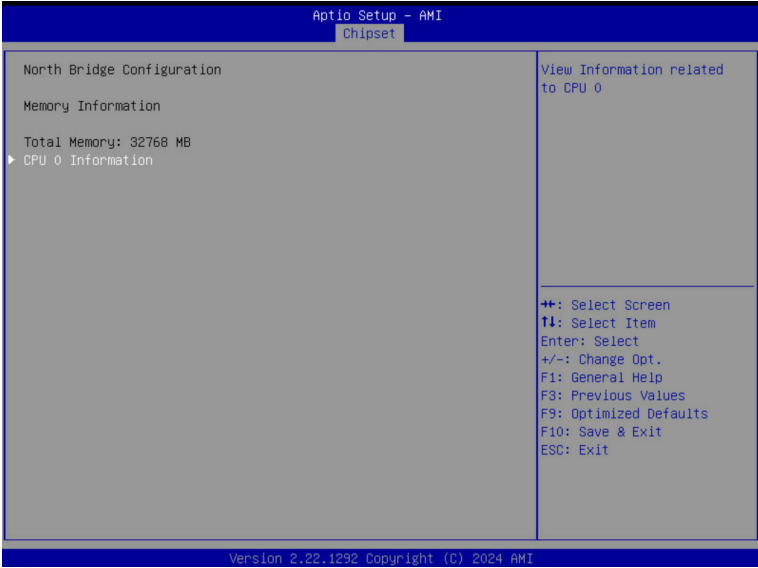 Aptio Setup – AMI
Chipset
North Bridge Configuration
Memory Information
Total Memory: 32768 MB
CPU 0 Information
View Information related
to CPU 0
→←: Select Screen
↑↓: Select Item
Enter: Select
+/-: Change Opt.
F1: General Help
F3: Previous Values
F9: Optimized Defaults
F10: Save & Exit
ESC: Exit
Version 2.22.1292 Copyright (C) 2024 AMI